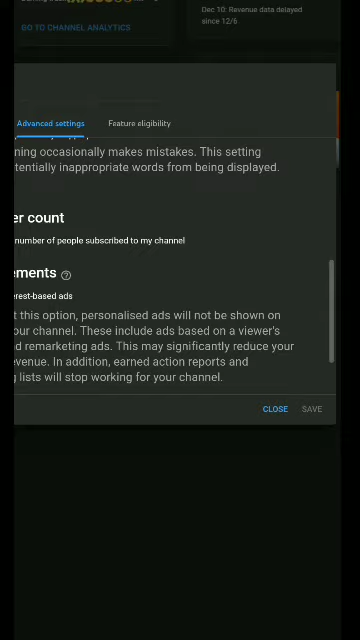 Dec 10: Revenue data delayed
since 12/6
GO TO CHANNEL ANALYTICS
Advanced settings
Feature eligibility
ning occasionally makes mistakes. This setting
tentially inappropriate words from being displayed.
er count
number of people subscribed to my channel
ements
erest-based ads
t this option, personalised ads will not be shown on
our channel. These include ads based on a viewer's
d remarketing ads. This may significantly reduce your
evenue. In addition, earned action reports and
g lists will stop working for your channel.
CLOSE
SAVE